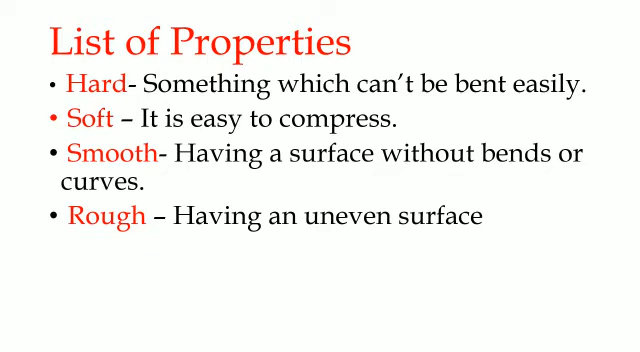 List of Properties
• Hard- Something which can't be bent easily.
• Soft – It is easy to compress.
• Smooth- Having a surface without bends or
curves.
• Rough – Having an uneven surface